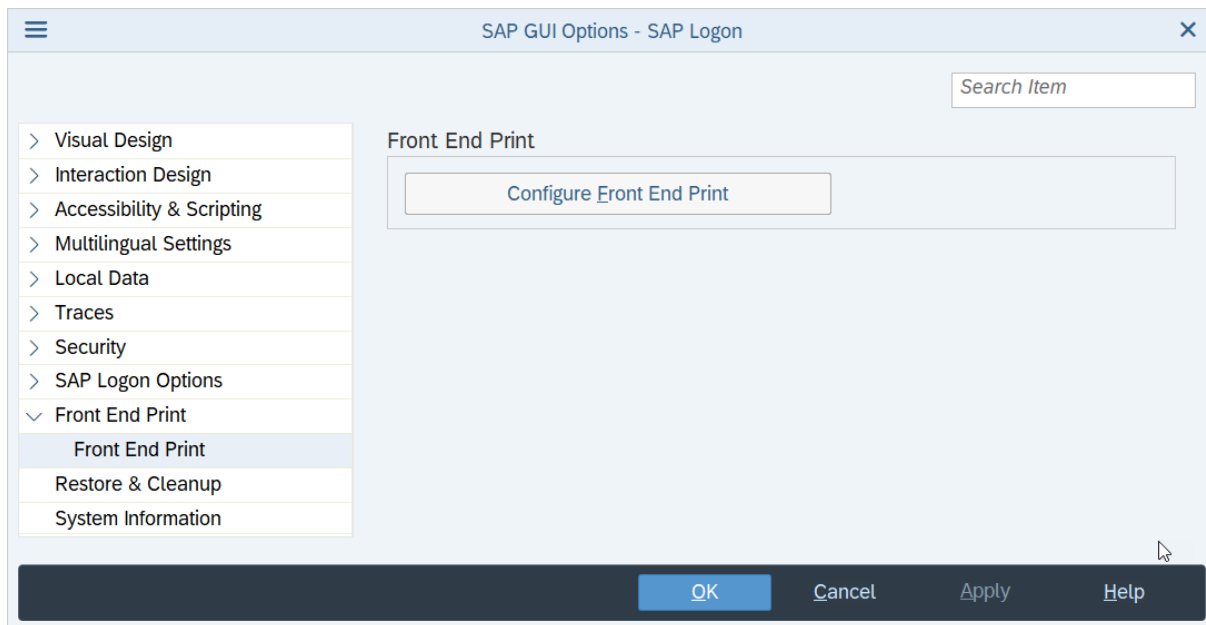 SAP GUI Options - SAP Logon
Search Item
Visual Design
Interaction Design
Accessibility & Scripting
Multilingual Settings
Local Data
Traces
Security
SAP Logon Options
Front End Print
Front End Print
Restore & Cleanup
System Information
Front End Print
Configure Front End Print
OK Cancel Apply Help